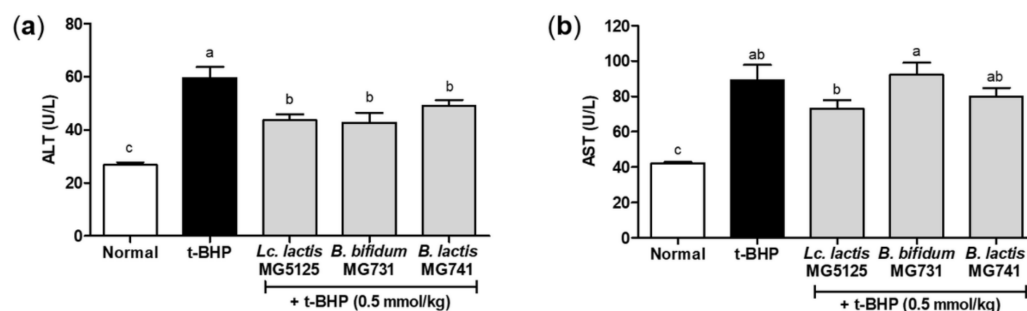 (a)
ALT (U/L)
80
60
40
20
0
c
a
b
b
b
Normal
t-BHP
Lc. lactis
MG5125
B. bifidum
MG731
B. lactis
MG741
+ t-BHP (0.5 mmol/kg)
(b)
AST (U/L)
120
100
80
60
40
20
0
c
ab
b
a
ab
Normal
t-BHP
Lc. lactis
MG5125
B. bifidum
MG731
B. lactis
MG741
+ t-BHP (0.5 mmol/kg)